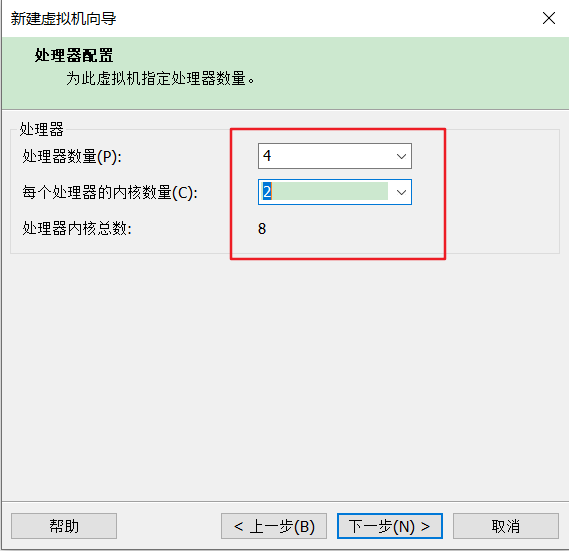 新建虚拟机向导
处理器配置
为此虚拟机指定处理器数量。
处理器
处理器数量(P): 4
每个处理器的内核数量(C): 2
处理器内核总数: 8
帮助 < 上一步(B) 下一步(N) > 取消